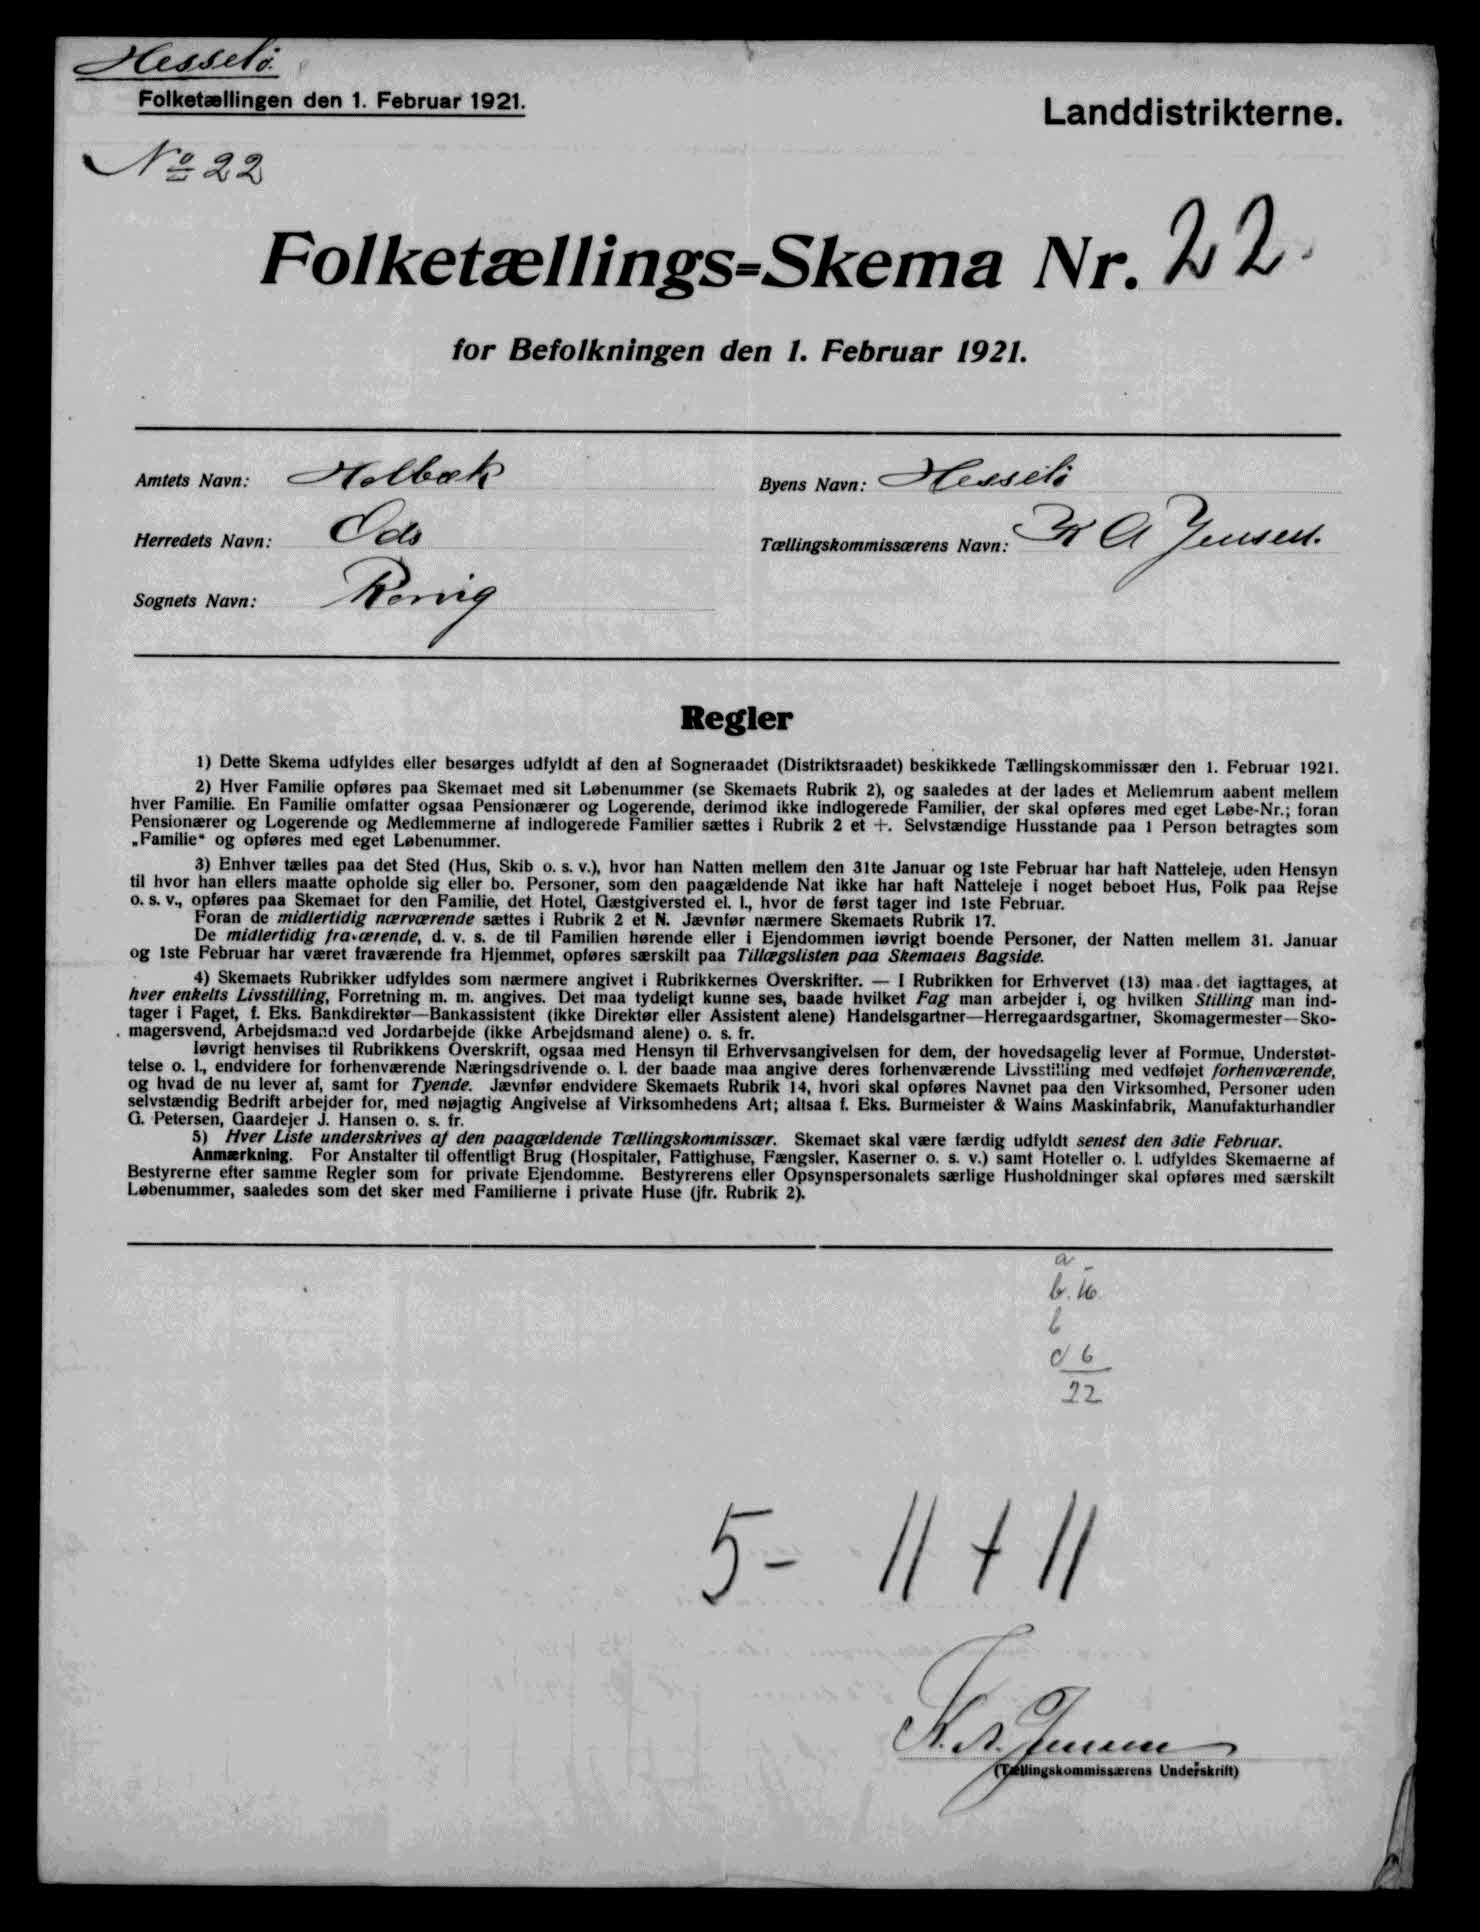 Hesselø.
Folketællingen den 1. Februar 1921.
Landdistrikterne.
No 22
Folketællings=Skema Nr. 22.
for Befolkningen den 1. Februar 1921.
Amtets Navn: Holbæk
Byens Navn: Hesselø
Herredets Navn: Ods
Tællingskommissærens Navn: K A Jensen.
Sognets Navn: Rørvig
Regler
1) Dette Skema udfyldes eller besørges udfyldt af den af Sogneraadet (Distriktsraadet) beskikkede Tællingskommissær den 1. Februar 1921.
2) Hver Familie opføres paa Skemaet med sit Løbenummer (se Skemaets Rubrik 2), og saaledes at der lades et Mellemrum aabent mellem
hver Familie. En Familie omfatter ogsaa Pensionærer og Logerende, derimod ikke indlogerede Familier, der skal opføres med eget Løbe-Nr.; foran
Pensionærer og Logerende og Medlemmerne af indlogerede Familier sættes i Rubrik 2 et +. Selvstændige Husstande paa 1 Person betragtes som
„Familie“ og opføres med eget Løbenummer.
3) Enhver tælles paa det Sted (Hus, Skib o. s. v.), hvor han Natten mellem den 31te Januar og 1ste Februar har haft Natteleje, uden Hensyn
til hvor han ellers maatte opholde sig eller bo. Personer, som den paagældende Nat ikke har haft Natteleje i noget beboet Hus, Folk paa Rejse
o. s. v., opføres paa Skemaet for den Familie, det Hotel, Gæstgiversted el. l., hvor de først tager ind 1ste Februar.
Foran de midlertidig nærværende sættes i Rubrik 2 et N. Jævnfør nærmere Skemaets Rubrik 17.
De midlertidig fraværende, d. v. s. de til Familien hørende eller i Ejendommen iøvrigt boende Personer, der Natten mellem 31. Januar
og 1ste Februar har været fraværende fra Hjemmet, opføres særskilt paa Tillægslisten paa Skemaets Bagside.
4) Skemaets Rubrikker udfyldes som nærmere angivet i Rubrikkernes Overskrifter. — I Rubrikken for Erhvervet (13) maa det iagttages, at
hver enkelts Livsstilling, Forretning m. m. angives. Det maa tydeligt kunne ses, baade hvilket Fag man arbejder i, og hvilken Stilling man ind-
tager i Faget, f. Eks. Bankdirektør—Bankassistent (ikke Direktør eller Assistent alene) Handelsgartner—Herregaardsgartner, Skomagermester—Sko-
magersvend, Arbejdsmand ved Jordarbejde (ikke Arbejdsmand alene) o. s. fr.
Iøvrigt henvises til Rubrikkens Overskrift, ogsaa med Hensyn til Erhvervsangivelsen for dem, der hovedsagelig lever af Formue, Understøt-
telse o. l., endvidere for forhenværende Næringsdrivende o. l. der baade maa angive deres forhenværende Livsstilling med vedføjet forhenværende,
og hvad de nu lever af, samt for Tyende. Jævnfør endvidere Skemaets Rubrik 14, hvori skal opføres Navnet paa den Virksomhed, Personer uden
selvstændig Bedrift arbejder for, med nøjagtig Angivelse af Virksomhedens Art; altsaa f. Eks. Burmeister & Wains Maskinfabrik, Manufakturhandler
G. Petersen, Gaardejer J. Hansen o. s. fr.
5) Hver Liste underskrives af den paagældende Tællingskommissær. Skemaet skal være færdig udfyldt senest den 3die Februar.
Anmærkning. For Anstalter til offentligt Brug (Hospitaler, Fattighuse, Fængsler, Kaserner o. s. v.) samt Hoteller o. l. udfyldes Skemaerne af
Bestyrerne efter samme Regler som for private Ejendomme. Bestyrerens eller Opsynspersonalets særlige Husholdninger skal opføres med særskilt
Løbenummer, saaledes som det sker med Familierne i private Huse (jfr. Rubrik 2).
a -
b. 16
d 6
22
5- 11 + 11
K. A. Jensen
(Tællingskommissærens Underskrift)